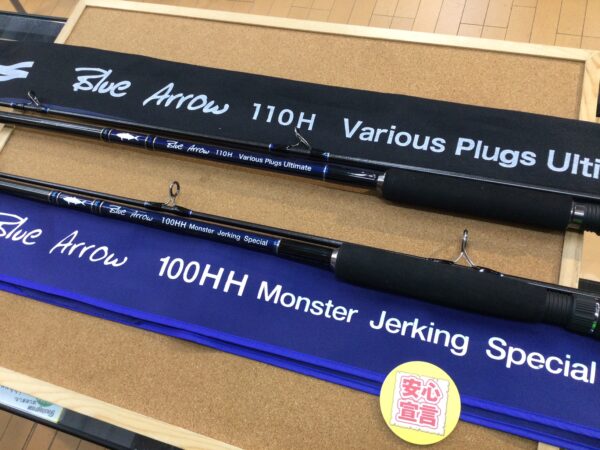 Blue Arrow 110H Various Plugs Ulti
Blue Arrow 110H Various Plugs Ultimate
Blue Arrow 100HH Monster Jerking Special
Blue Arrow 100HH Monster Jerking Special
安心
宣言